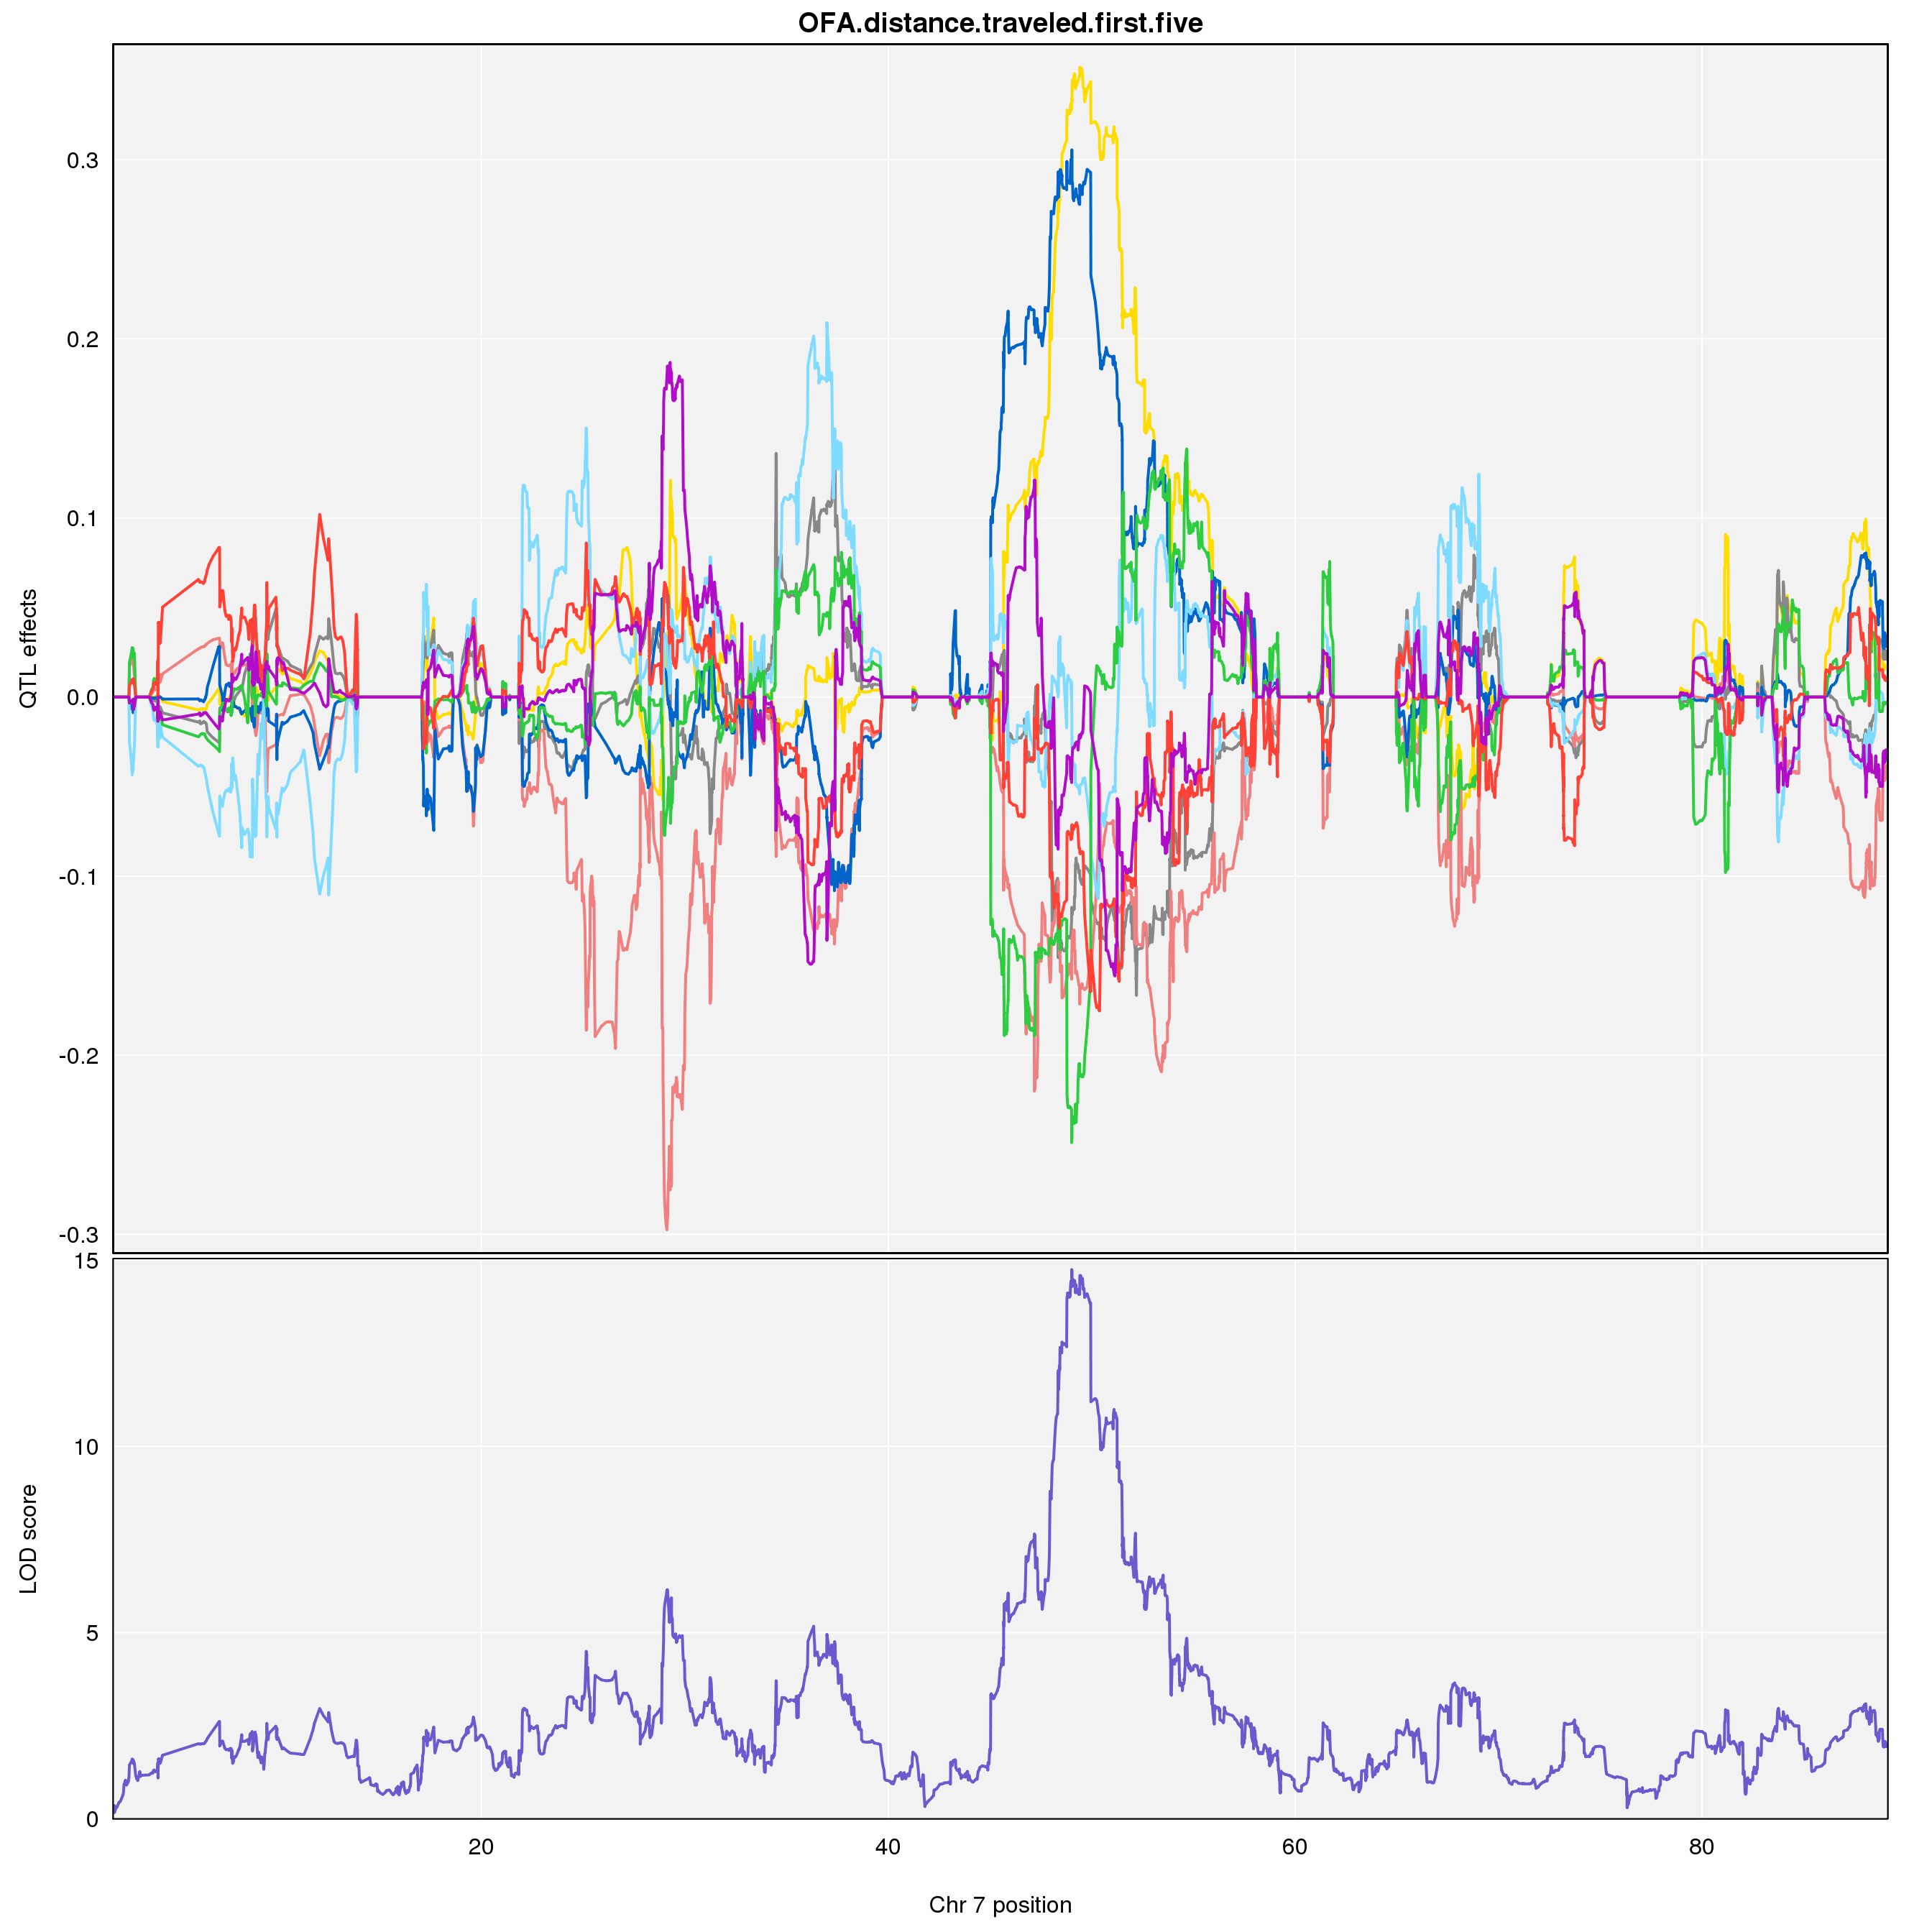 OFA.distance.traveled.first.five
QTL effects
0.3
0.2
0.1
0.0
-0.1
-0.2
-0.3
LOD score
15
10
5
0
20 40 60 80
Chr 7 position